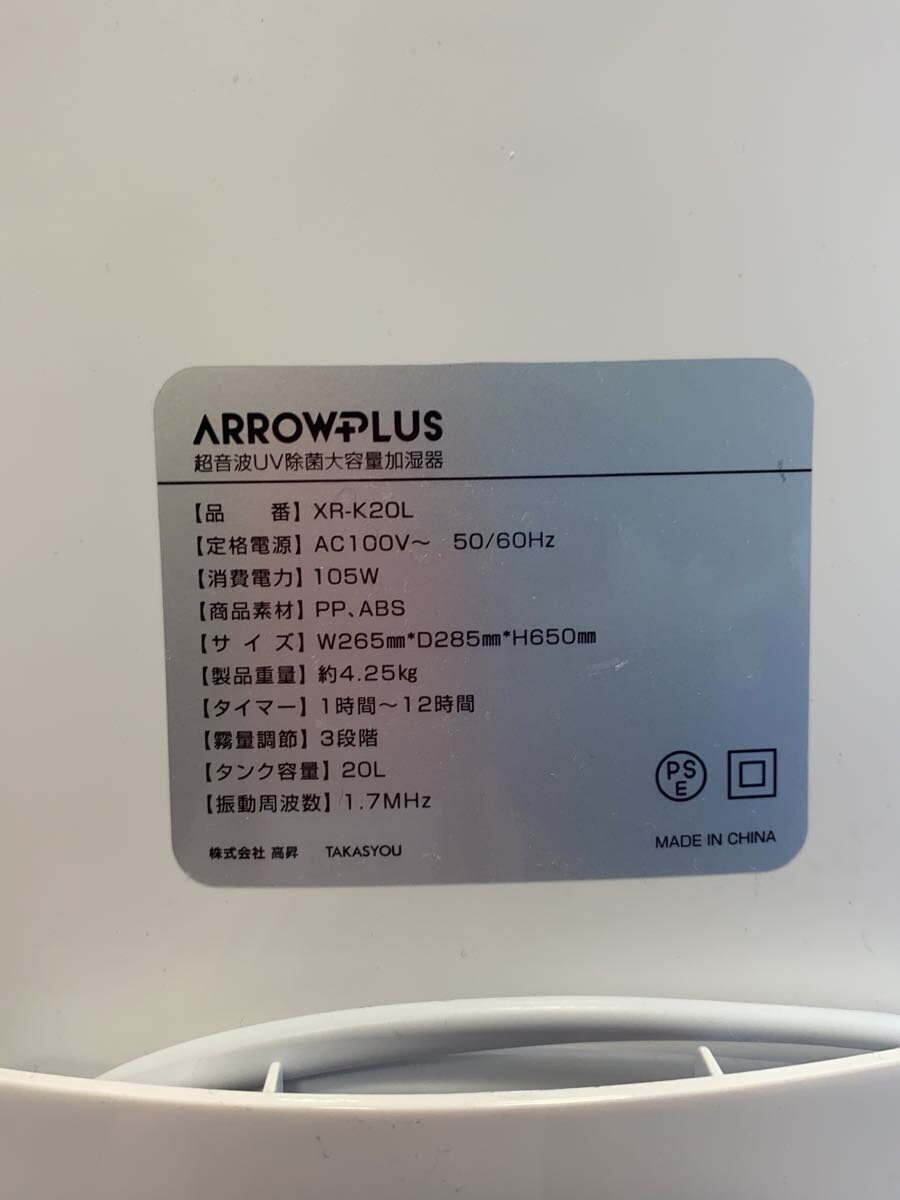 ARROWPLUS
超音波UV除菌大容量加湿器
【品　　番】XR-K20L
【定格電源】AC100V～　50/60Hz
【消費電力】105W
【商品素材】PP、ABS
【サ イ ズ】W265㎜*D285㎜*H650㎜
【製品重量】約4.25㎏
【タイマー】1時間～12時間
【霧量調節】3段階
【タンク容量】20L
【振動周波数】1.7MHz
PS
E
株式会社 高昇　TAKASYOU
MADE IN CHINA